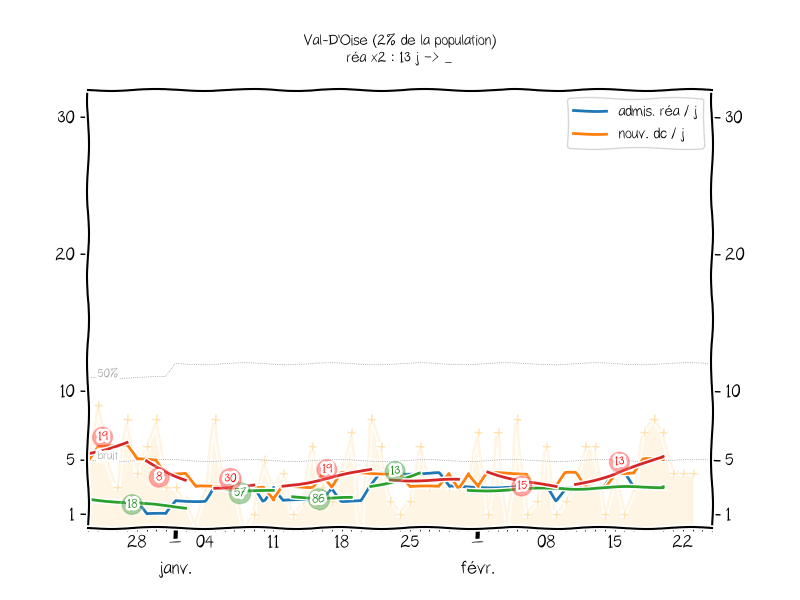 Val-D'Oise (2% de la population)
réa x2 : 13 j -> _
admis. réa / j
nouv. dc / j
30 30
20 20
50%
10 10
19
bruit
5 5
8
18
30
57
19
86
13
15
13
1 1
28 04 11 18 25 08 15 22
janv. févr.